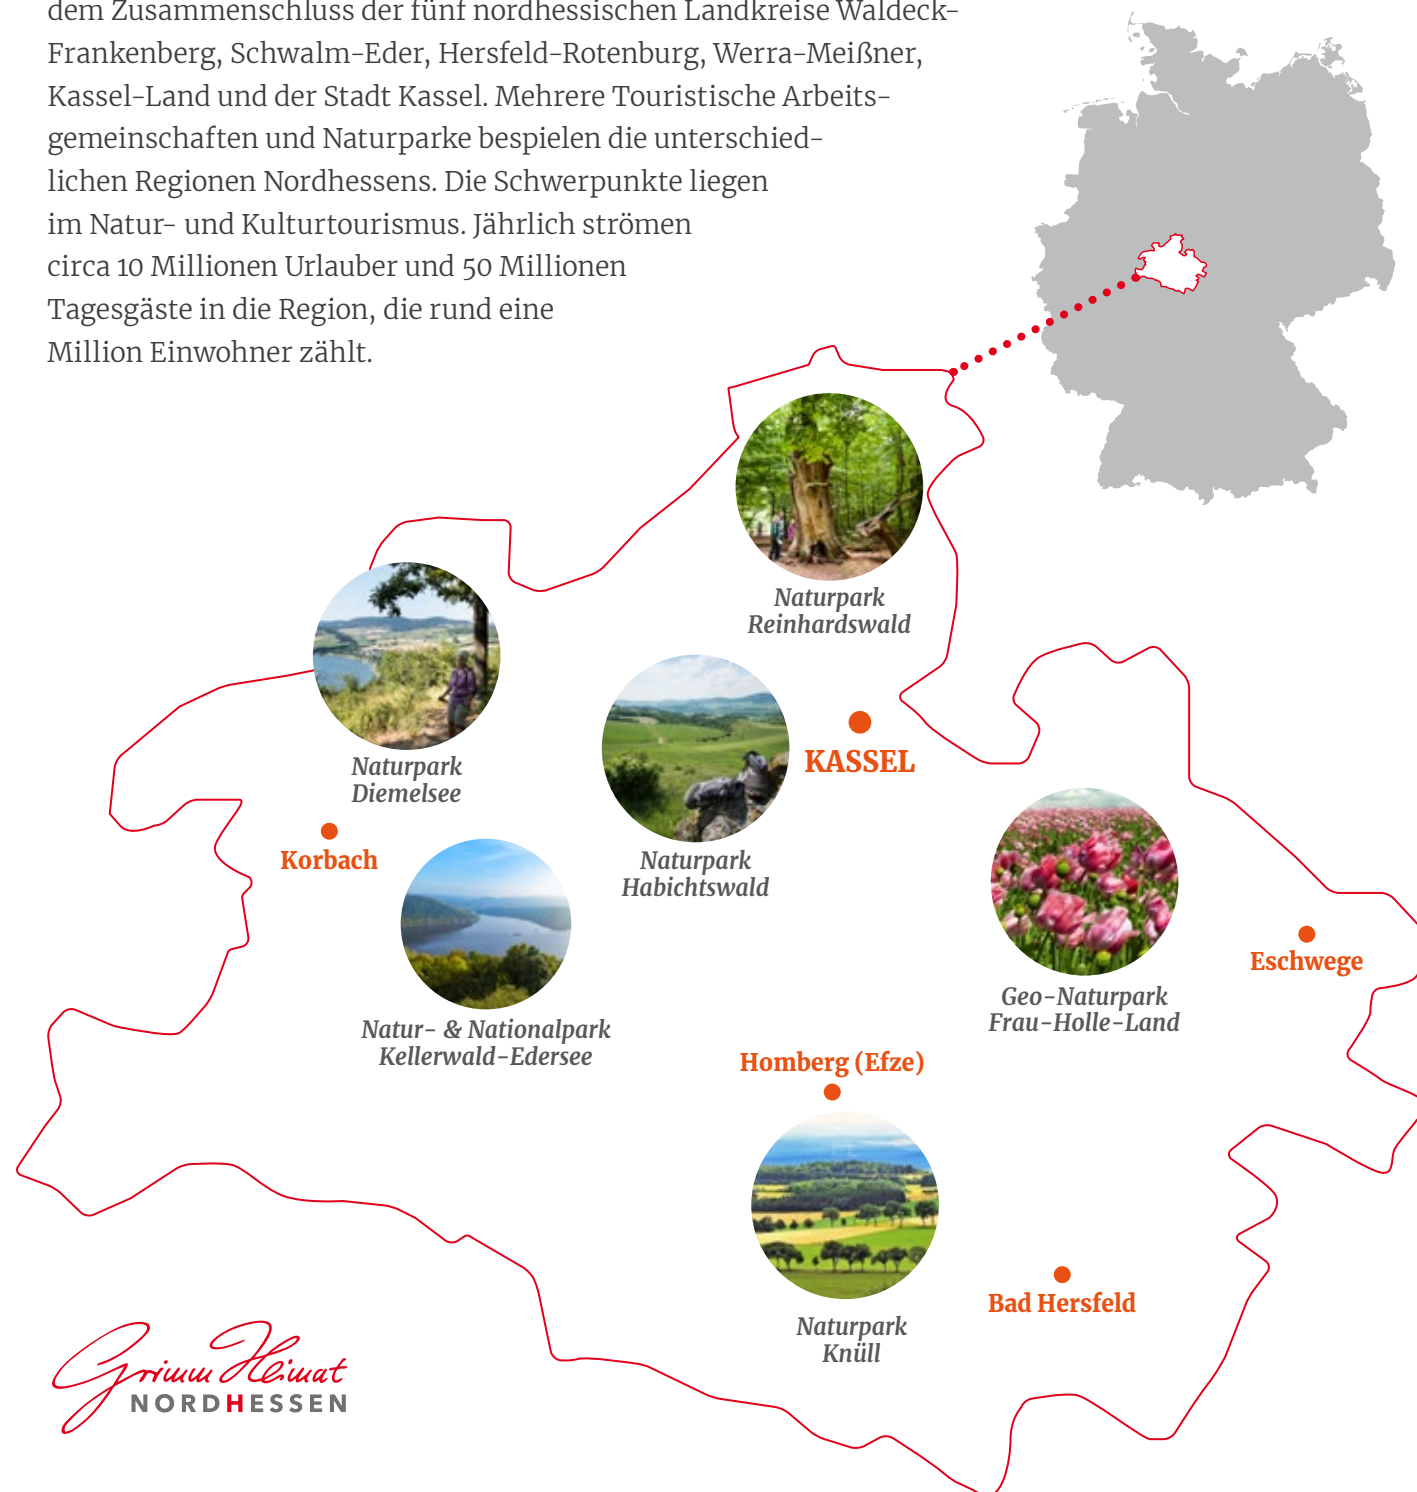 dem Zusammenschluss der fünf nordhessischen Landkreise Waldeck-
Frankenberg, Schwalm-Eder, Hersfeld-Rotenburg, Werra-Meißner,
Kassel-Land und der Stadt Kassel. Mehrere Touristische Arbeits-
gemeinschaften und Naturparke bespielen die unterschied-
lichen Regionen Nordhessens. Die Schwerpunkte liegen
im Natur- und Kulturtourismus. Jährlich strömen
circa 10 Millionen Urlauber und 50 Millionen
Tagesgäste in die Region, die rund eine
Million Einwohner zählt.
Naturpark
Reinhardswald
KASSEL
Naturpark
Diemelsee
Korbach
Naturpark
Habichtswald
Eschwege
Geo-Naturpark
Frau-Holle-Land
Natur- & Nationalpark
Kellerwald-Edersee
Homberg (Efze)
Bad Hersfeld
Naturpark
Knüll
Grimm Heimat
NORDHESSEN